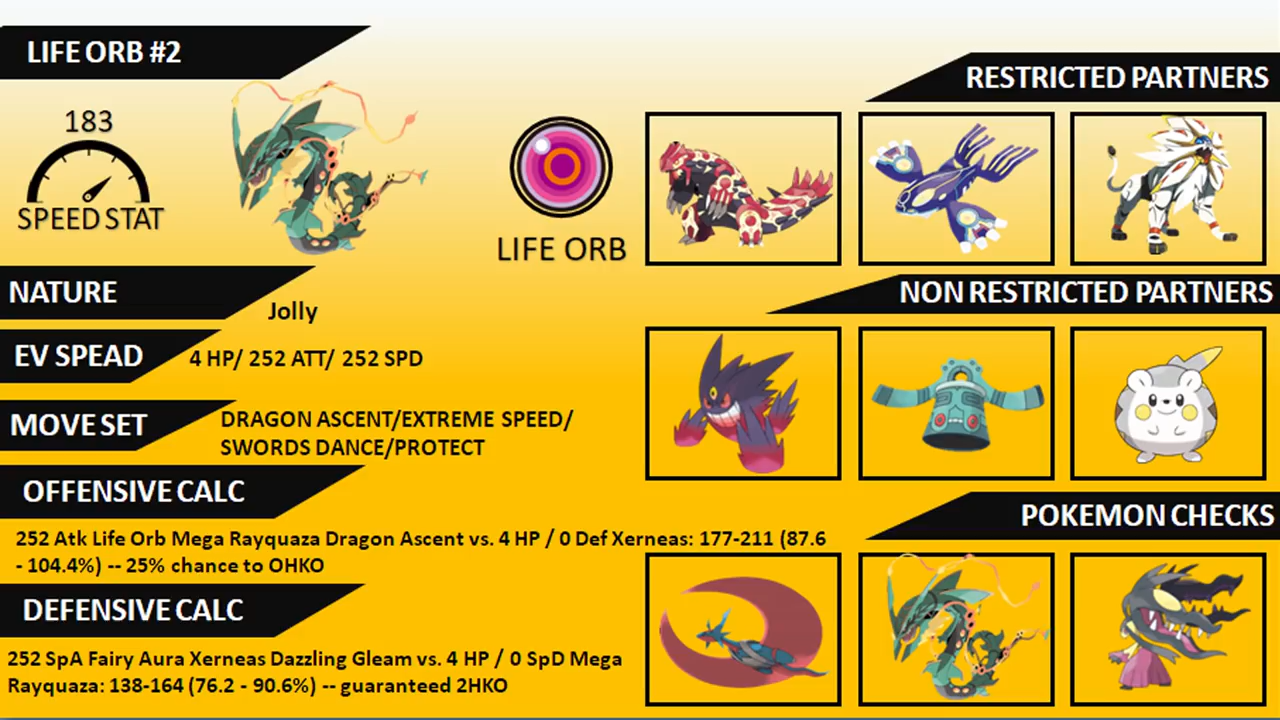 LIFE ORB #2
183
SPEED STAT
LIFE ORB
NATURE
Jolly
EV SPEAD
4 HP/ 252 ATT/ 252 SPD
MOVE SET
DRAGON ASCENT/EXTREME SPEED/
SWORDS DANCE/PROTECT
OFFENSIVE CALC
252 Atk Life Orb Mega Rayquaza Dragon Ascent vs. 4 HP / 0 Def Xerneas: 177-211 (87.6
- 104.4%) -- 25% chance to OHKO
DEFENSIVE CALC
252 SpA Fairy Aura Xerneas Dazzling Gleam vs. 4 HP / 0 SpD Mega
Rayquaza: 138-164 (76.2 - 90.6%) -- guaranteed 2HKO
RESTRICTED PARTNERS
NON RESTRICTED PARTNERS
POKEMON CHECKS